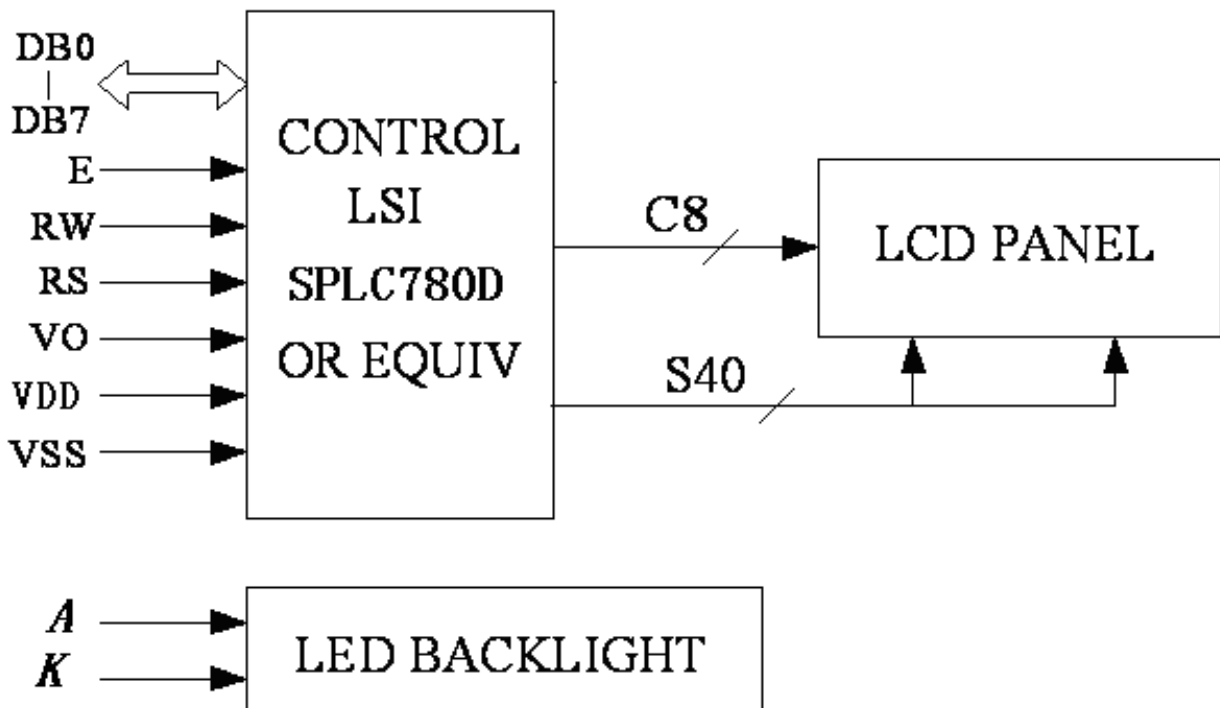 DB0
DB7
E
RW
RS
VO
VDD
VSS
CONTROL
LSI
SPLC780D
OR EQUIV
C8
S40
LCD PANEL
A
K
LED BACKLIGHT